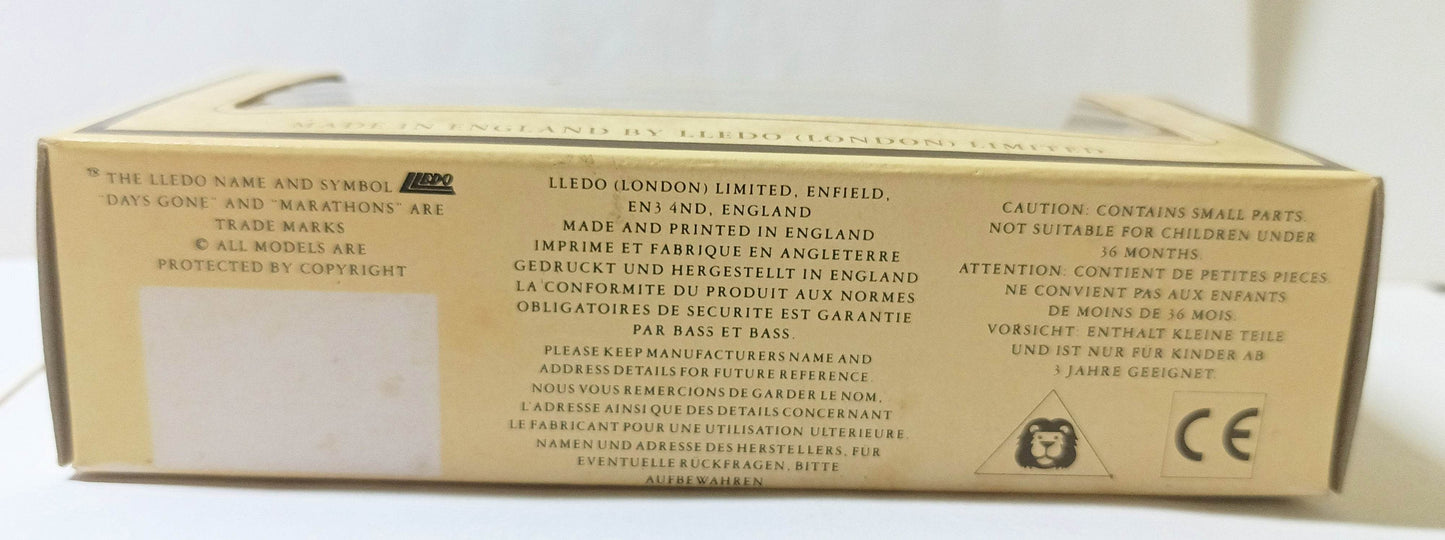 MADE IN ENGLAND BY LLEDO (LONDON) LIMITED
THE LLEDO NAME AND SYMBOL LLEDO
"DAYS GONE" AND "MARATHONS" ARE
TRADE MARKS
© ALL MODELS ARE
PROTECTED BY COPYRIGHT
LLEDO (LONDON) LIMITED, ENFIELD,
EN3 4ND, ENGLAND
MADE AND PRINTED IN ENGLAND
IMPRIME ET FABRIQUE EN ANGLETERRE
GEDRUCKT UND HERGESTELLT IN ENGLAND
LA CONFORMITE DU PRODUIT AUX NORMES
OBLIGATOIRES DE SECURITE EST GARANTIE
PAR BASS ET BASS.
PLEASE KEEP MANUFACTURERS NAME AND
ADDRESS DETAILS FOR FUTURE REFERENCE.
NOUS VOUS REMERCIONS DE GARDER LE NOM,
L'ADRESSE AINSI QUE DES DETAILS CONCERNANT
LE FABRICANT POUR UNE UTILISATION ULTERIEURE.
NAMEN UND ADRESSE DES HERSTELLERS, FUR
EVENTUELLE RÜCKFRAGEN, BITTE
AUFBEWAHREN
CAUTION: CONTAINS SMALL PARTS.
NOT SUITABLE FOR CHILDREN UNDER
36 MONTHS.
ATTENTION: CONTIENT DE PETITES PIECES.
NE CONVIENT PAS AUX ENFANTS
DE MOINS DE 36 MOIS.
VORSICHT: ENTHALT KLEINE TEILE
UND IST NUR FÜR KINDER AB
3 JAHRE GEEIGNET.
CE